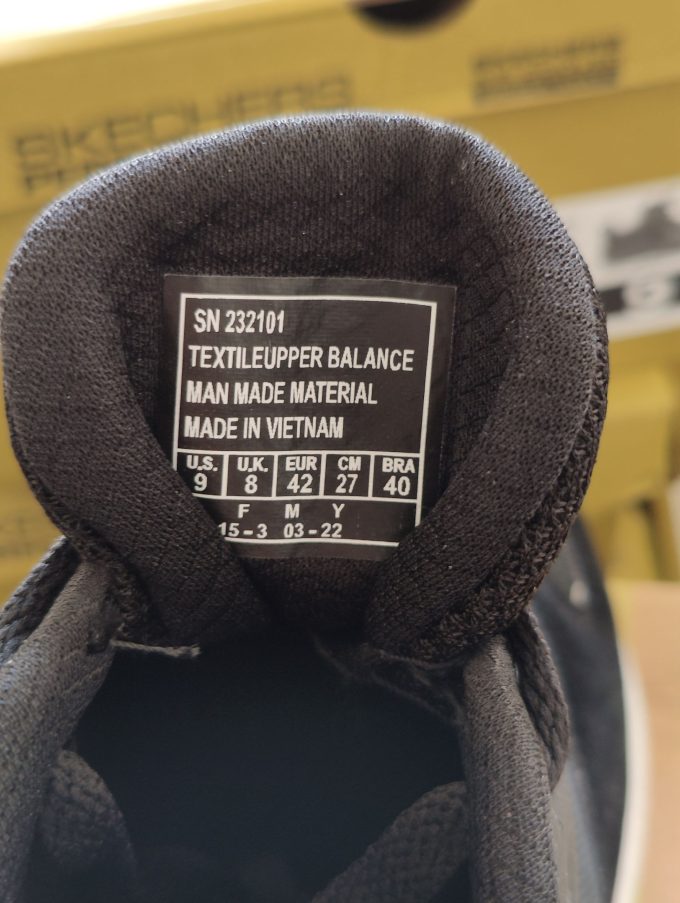 SKECHERS
SN 232101
TEXTILEUPPER BALANCE
MAN MADE MATERIAL
MADE IN VIETNAM
U.S. U.K. EUR CM BRA
9 8 42 27 40
F M Y
15-3 03-22